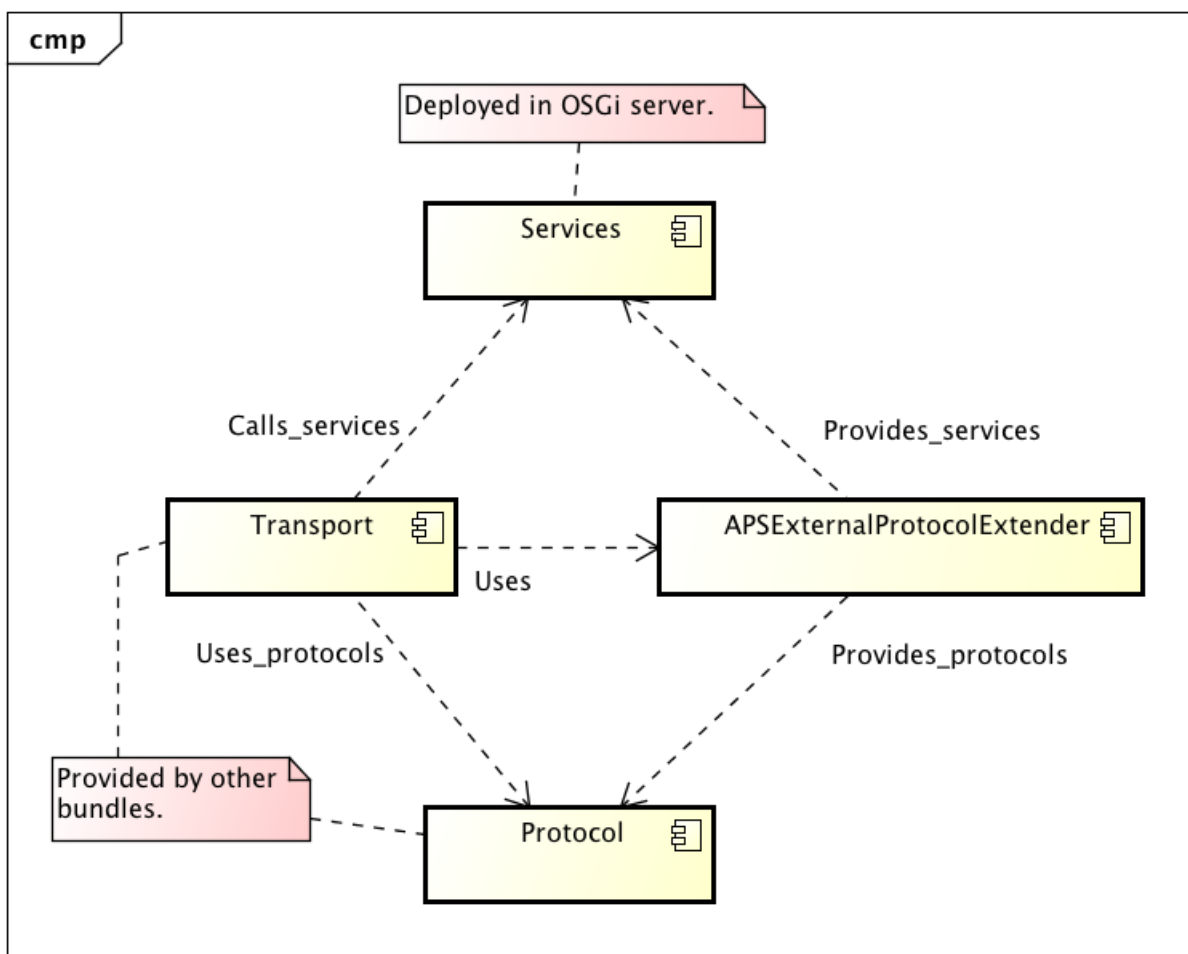 cmp
Deployed in OSGi server.
Services
Calls_services
Provides_services
Transport
APSExternalProtocolExtender
Uses
Uses_protocols
Provides_protocols
Provided by other
bundles.
Protocol